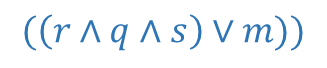 ((r ∧ q ∧ s) ∨ m))